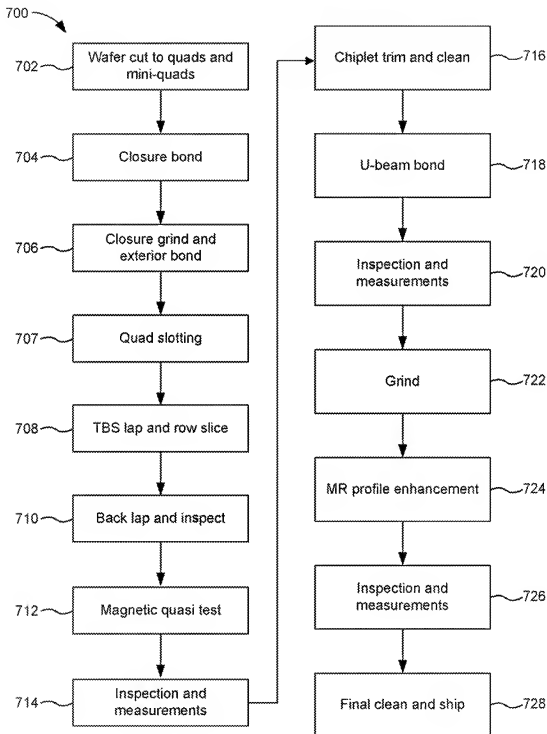 700
702
Wafer cut to quads and
mini-quads
704
Closure bond
706
Closure grind and
exterior bond
707
Quad slotting
708
TBS lap and row slice
710
Back lap and inspect
712
Magnetic quasi test
714
Inspection and
measurements
Chiplet trim and clean
716
U-beam bond
718
Inspection and
measurements
720
Grind
722
MR profile enhancement
724
Inspection and
measurements
726
Final clean and ship
728